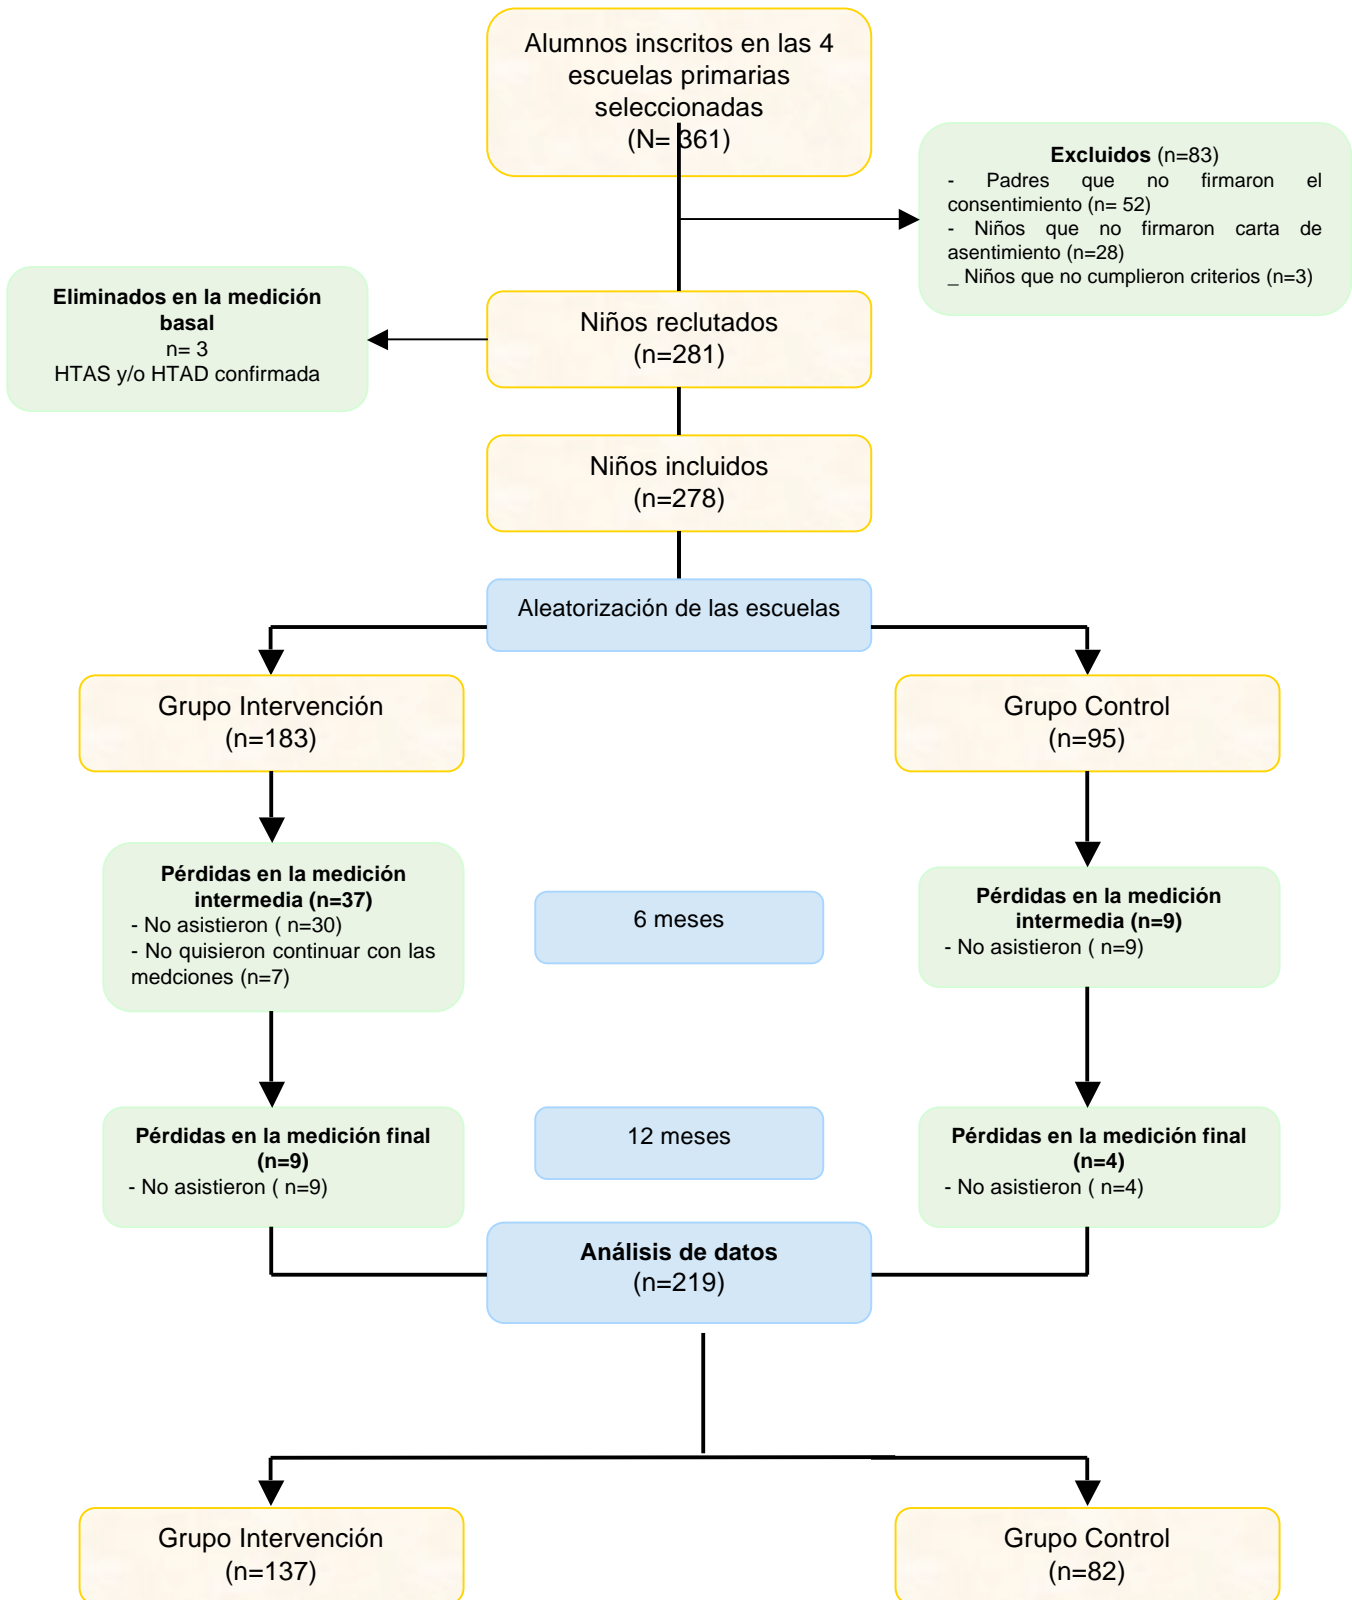 Alumnos inscritos en las 4
escuelas primarias
seleccionadas
(N= 361)
Excluidos (n=83)
- Padres que no firmaron el
consentimiento (n= 52)
- Niños que no firmaron carta de
asentimiento (n=28)
_ Niños que no cumplieron criterios (n=3)
Eliminados en la medición
basal
n= 3
HTAS y/o HTAD confirmada
Niños reclutados
(n=281)
Niños incluidos
(n=278)
Aleatorización de las escuelas
Grupo Intervención
(n=183)
Grupo Control
(n=95)
Pérdidas en la medición
intermedia (n=37)
- No asistieron ( n=30)
- No quisieron continuar con las
medciones (n=7)
6 meses
Pérdidas en la medición
intermedia (n=9)
- No asistieron ( n=9)
Pérdidas en la medición final
(n=9)
- No asistieron ( n=9)
12 meses
Pérdidas en la medición final
(n=4)
- No asistieron ( n=4)
Análisis de datos
(n=219)
Grupo Intervención
(n=137)
Grupo Control
(n=82)